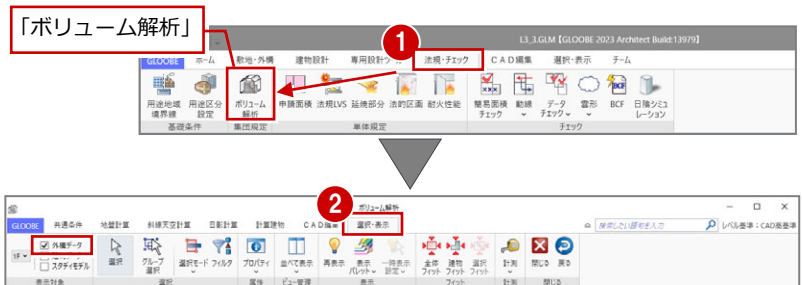 「ボリューム解析」
1
L3_3.GLM【GLOOBE 2023 Architect Build:13979】
GLOOBE ホーム 敷地・外構 建物設計 専用設計 法規・チェック CAD編集 選択・表示 チーム
用途地域 用途区分 ボリューム 申請面積 法規LVS 延焼部分 法的区画 耐火性能 簡易面積 動線 データ 雲形 BCF 日陰シミュ
境界線 設定 解析 チェック チェック レーション
基礎条件 集団規定 単体規定 チェック
2
ボリューム解析
GLOOBE 共通条件 地盤計算 斜線天空計算 日影計算 計算建物 CAD編集 選択・表示 検索したい語句を入力 レベル基準:CAD基基準
1F 外構データ
スタディモデル
選択 グループ 選択モード フィルタ プロパティ 並べて表示 再表示 表示 一時表示 全体 建物 選択 計測 閉じる 戻る
選択 パレット 設定 フィット フィット フィット
表示対象 選択 属性 ビュー管理 表示 フィット 計測 閉じる